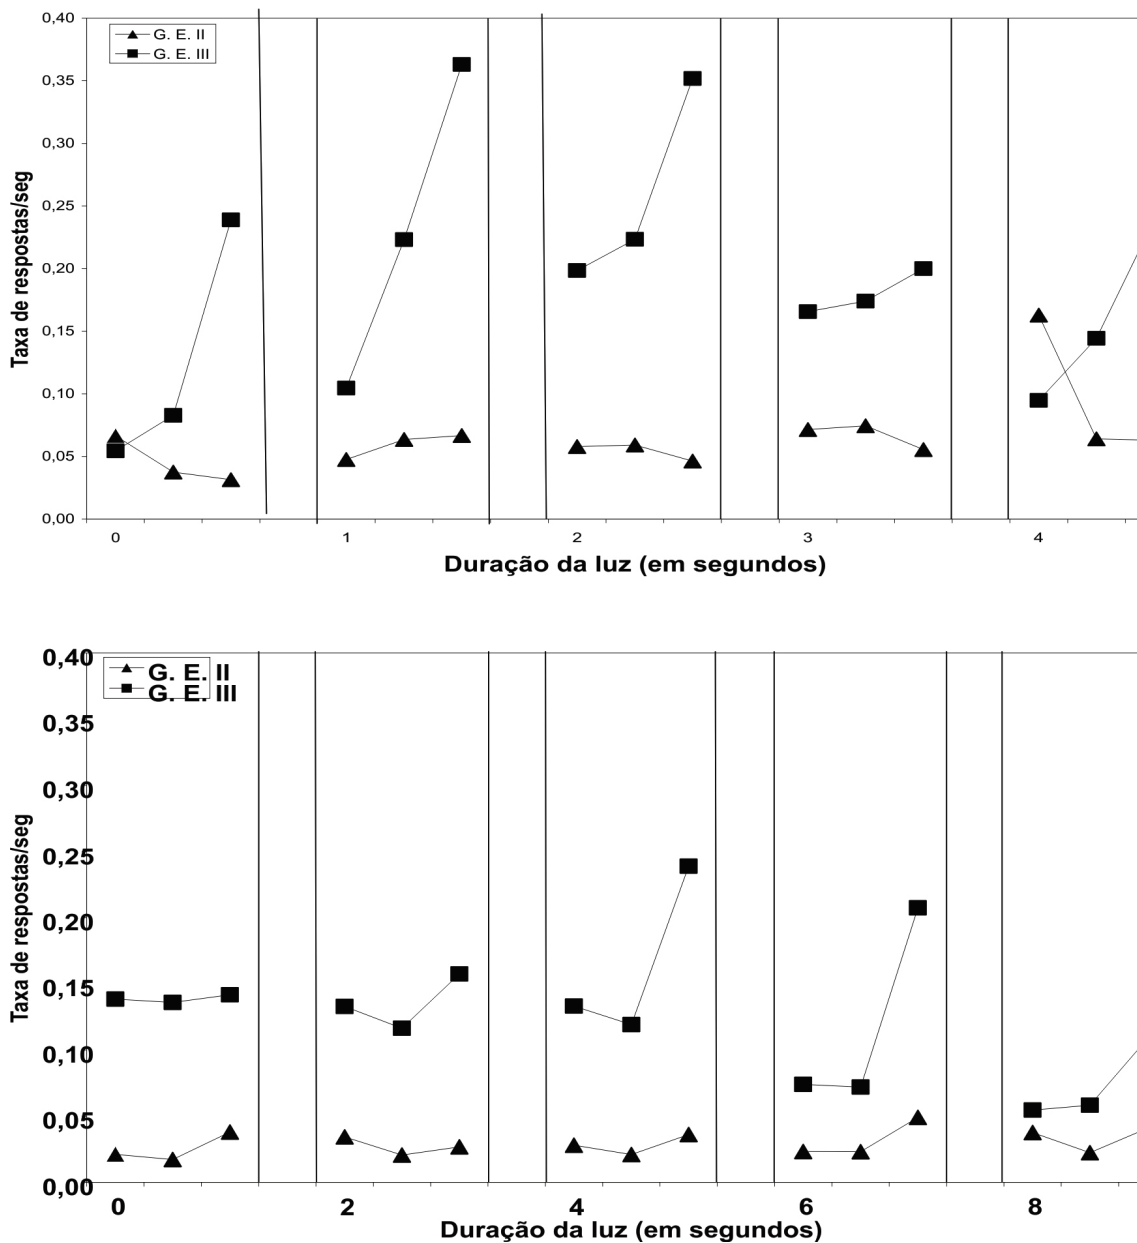 0,40
G. E. II
G. E. III
0,35
0,30
0,25
0,20
0,15
0,10
0,05
0,00
Taxa de respostas/seg
0 1 2 3 4
Duração da luz (em segundos)
0,40
G. E. II
G. E. III
0,35
0,30
0,25
0,20
0,15
0,10
0,05
0,00
Taxa de respostas/seg
0 2 4 6 8
Duração da luz (em segundos)